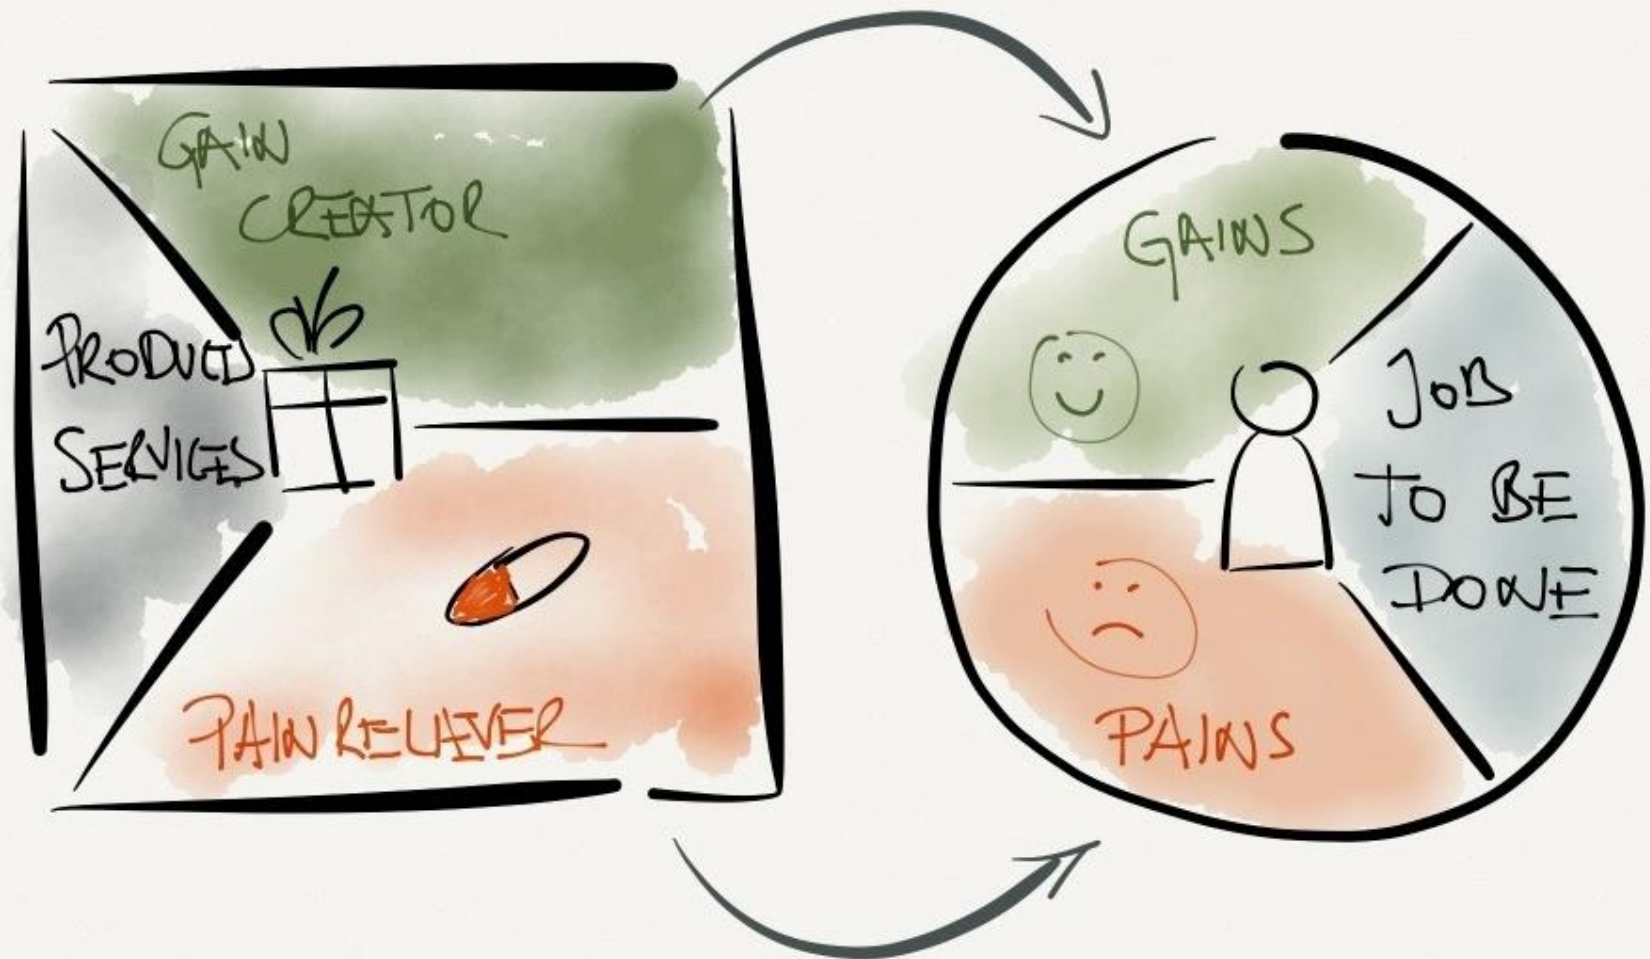 GAIN
CREATOR
PRODUCTS
SERVICES
PAIN RELIEVER
GAINS
JOB
TO BE
DONE
PAINS